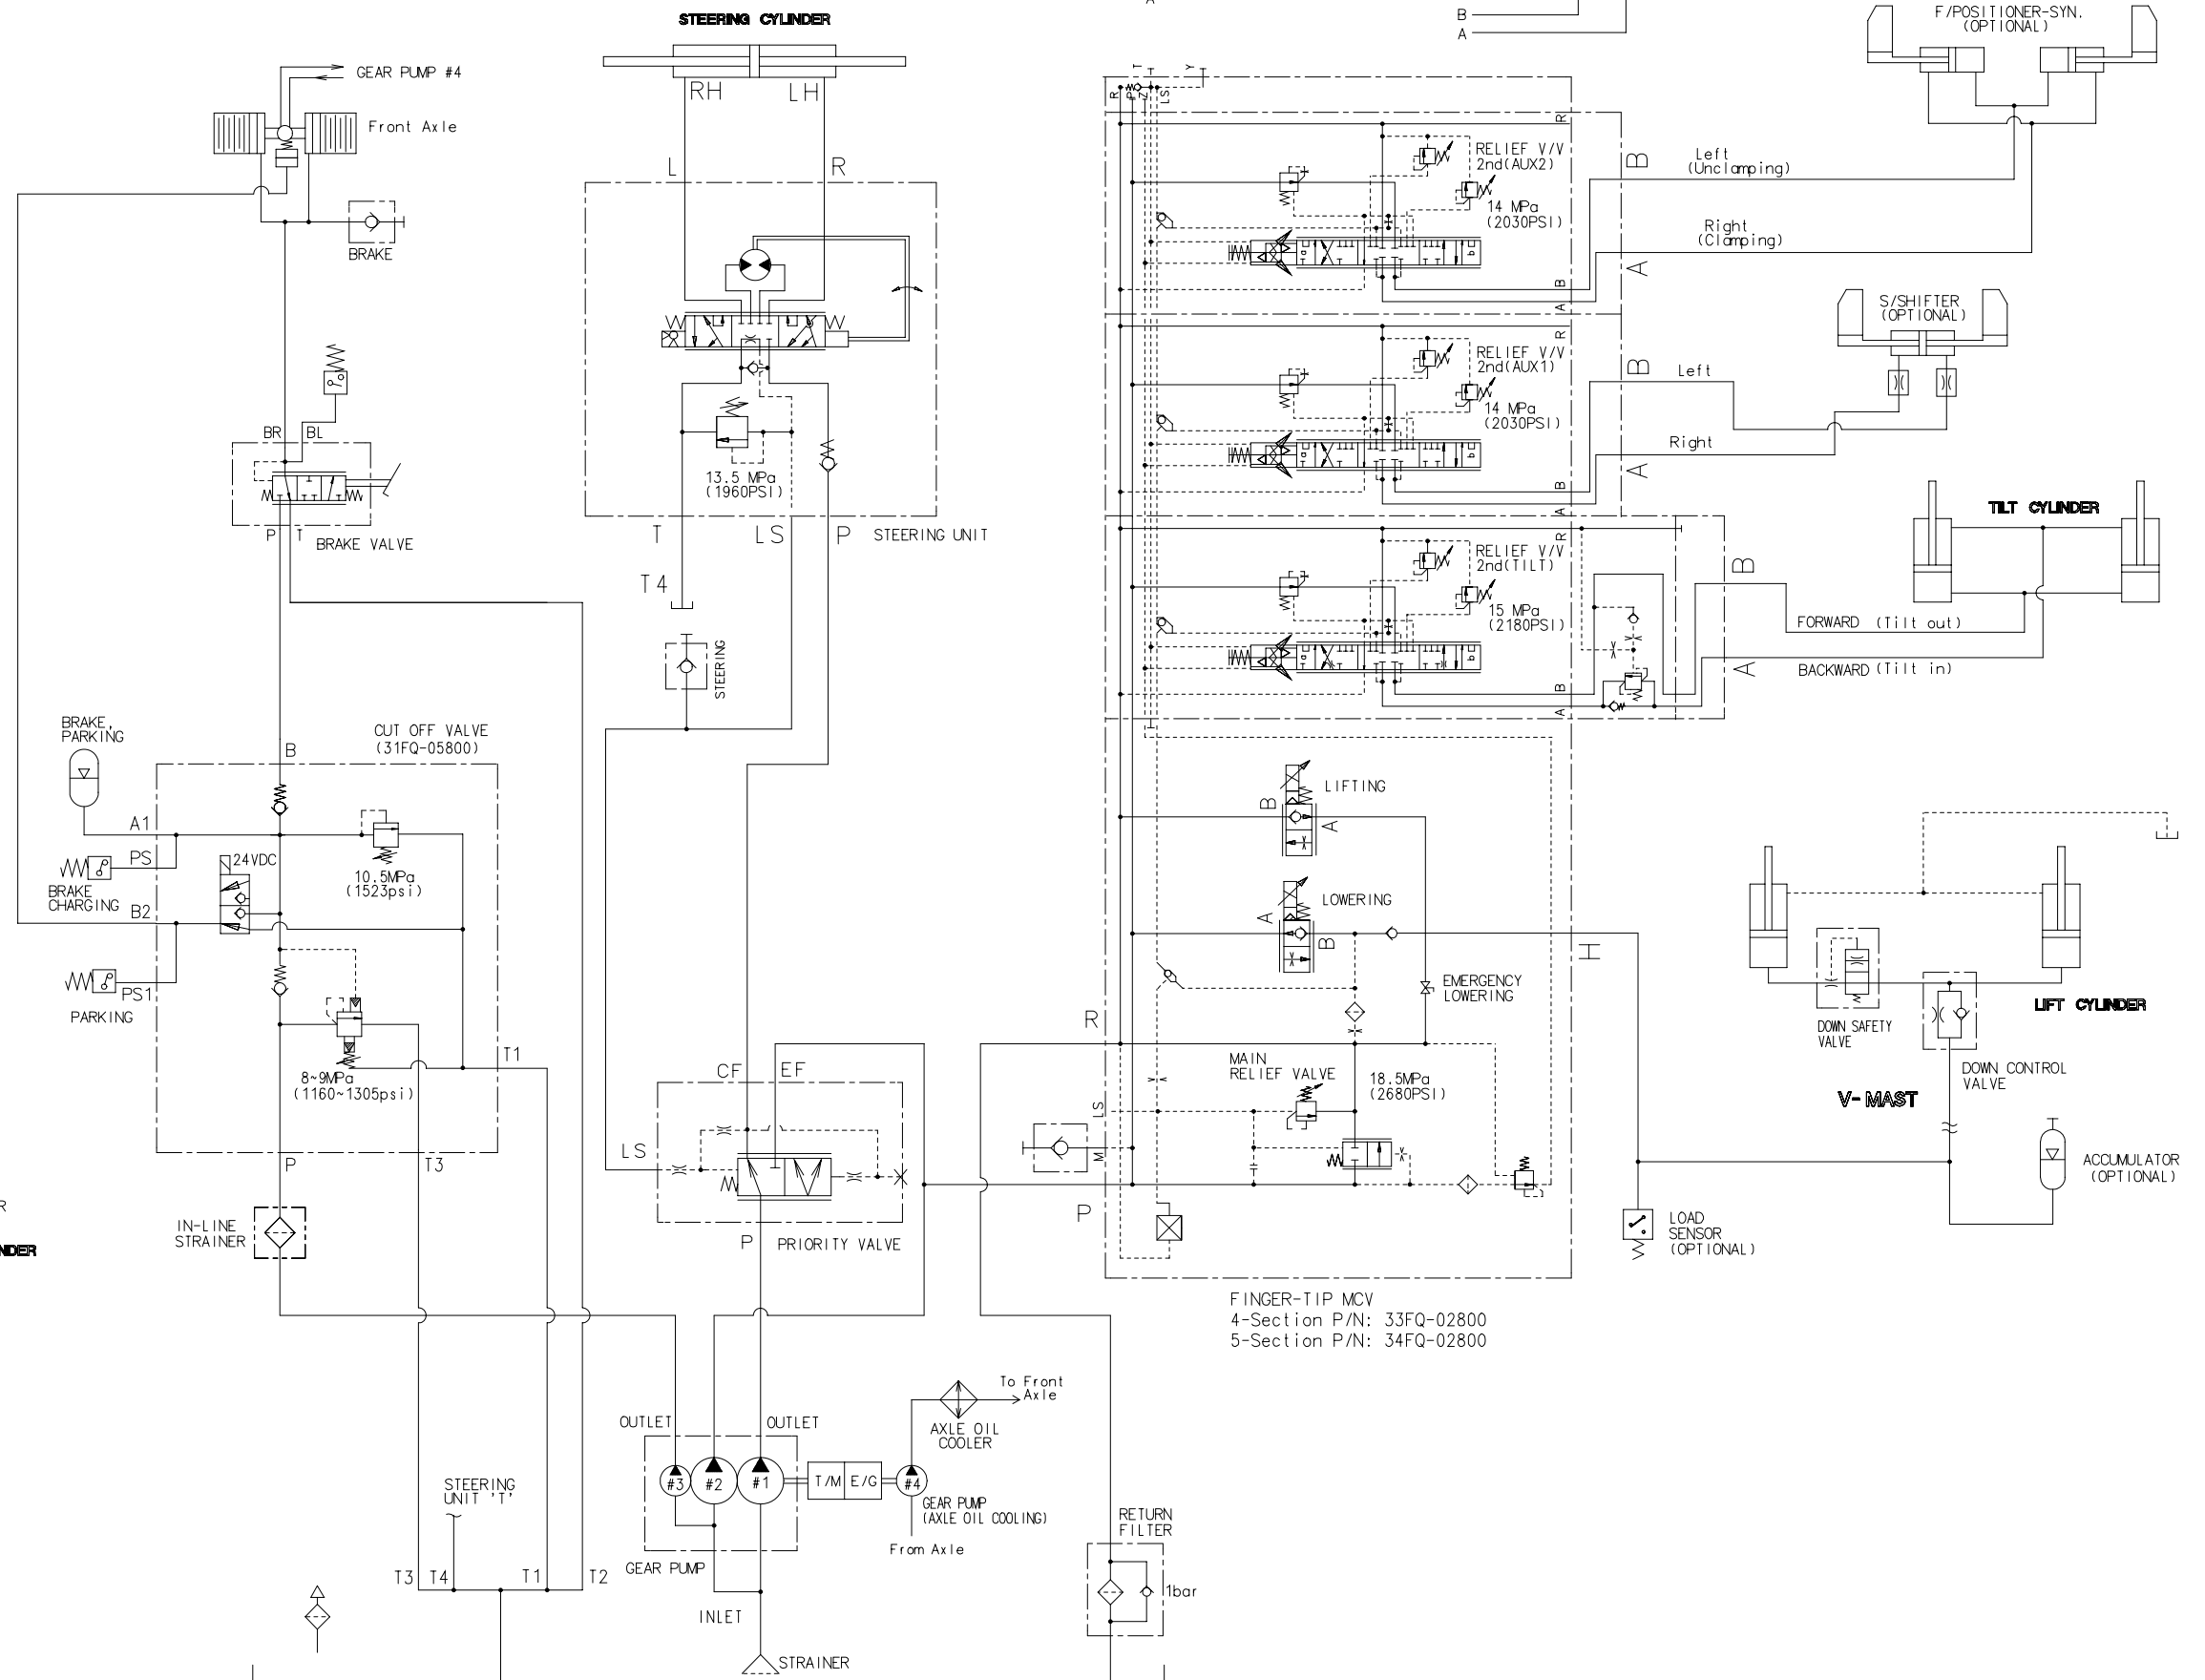 STEERING CYLINDER
B
A
F/POSITIONER-SYN.
(OPTIONAL)
GEAR PUMP #4
Front Axle
BRAKE
RH
LH
L
R
T
Y
R
P
Z
LS
RELIEF V/V
2nd(AUX2)
14 MPa
(2030PSI)
R
B
A
a
b
B
A
Left
(Unclamping)
Right
(Clamping)
RELIEF V/V
2nd(AUX1)
14 MPa
(2030PSI)
R
B
A
a
b
B
A
Left
Right
S/SHIFTER
(OPTIONAL)
BR
BL
P
T
BRAKE VALVE
13.5 MPa
(1960PSI)
T
LS
P
STEERING UNIT
T4
STEERING
RELIEF V/V
2nd(TILT)
15 MPa
(2180PSI)
R
B
A
a
b
B
A
TILT CYLINDER
FORWARD (Tilt out)
BACKWARD (Tilt in)
BRAKE,
PARKING
CUT OFF VALVE
(31FQ-05800)
B
A1
PS
24VDC
10.5MPa
(1523psi)
BRAKE
CHARGING
B2
PS1
PARKING
8~9MPa
(1160~1305psi)
T1
P
T3
LIFTING
B
A
LOWERING
A
B
H
EMERGENCY
LOWERING
R
MAIN
RELIEF VALVE
18.5MPa
(2680PSI)
LS
M
P
DOWN SAFETY
VALVE
LIFT CYLINDER
DOWN CONTROL
VALVE
V-MAST
ACCUMULATOR
(OPTIONAL)
LOAD
SENSOR
(OPTIONAL)
CF
EF
LS
P
PRIORITY VALVE
R
NDER
IN-LINE
STRAINER
FINGER-TIP MCV
4-Section P/N: 33FQ-02800
5-Section P/N: 34FQ-02800
To Front
Axle
AXLE OIL
COOLER
OUTLET
OUTLET
#3
#2
#1
T/M
E/G
#4
GEAR PUMP
(AXLE OIL COOLING)
From Axle
GEAR PUMP
STEERING
UNIT 'T'
T3
T4
T1
T2
INLET
STRAINER
RETURN
FILTER
1bar